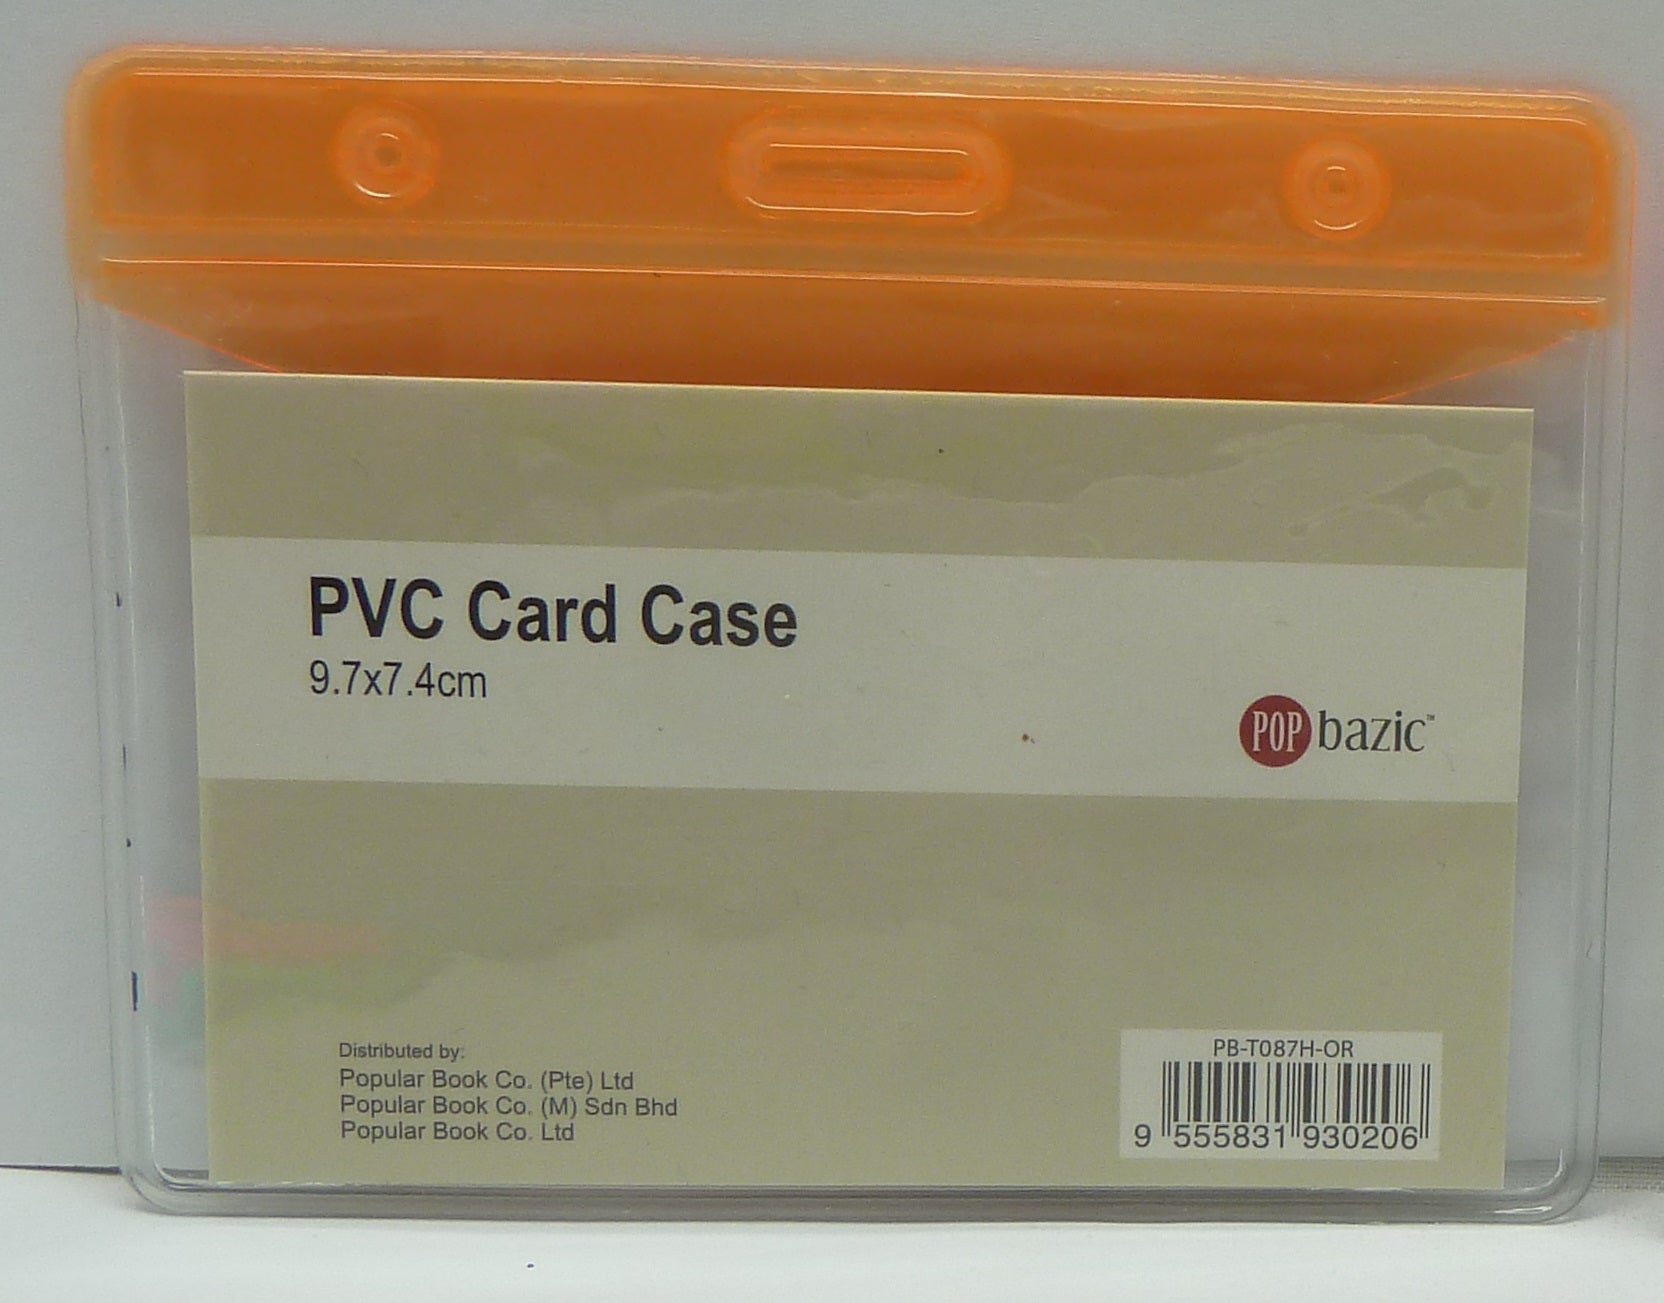 PVC Card Case
9.7x7.4cm
POP bazic™
Distributed by:
Popular Book Co. (Pte) Ltd
Popular Book Co. (M) Sdn Bhd
Popular Book Co. Ltd
PB-T087H-OR
9 555831 930206